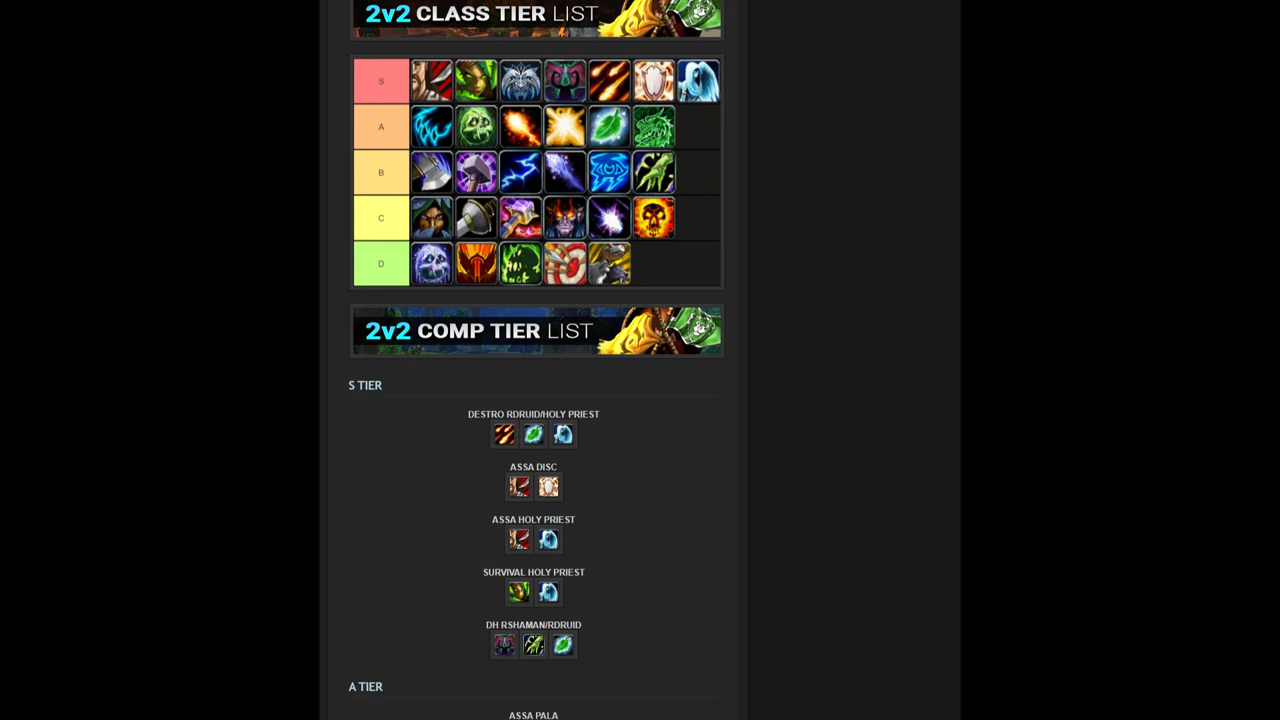 2v2 CLASS TIER LIST
S
A
B
C
D
2v2 COMP TIER LIST
S TIER
DESTRO RDRUID/HOLY PRIEST
ASSA DISC
ASSA HOLY PRIEST
SURVIVAL HOLY PRIEST
DH RSHAMAN/RDRUID
A TIER
ASSA PALA